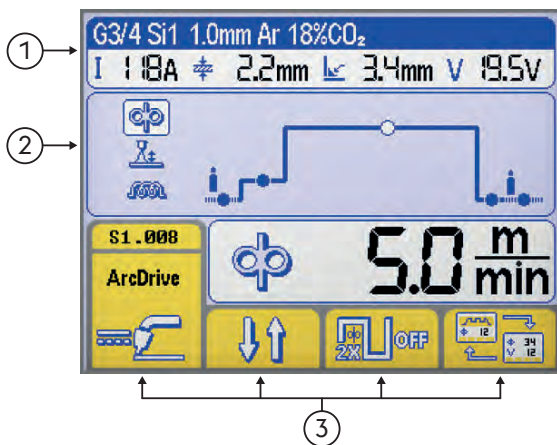 G3/4 Si1 1.0mm Ar 18%CO₂
I 118A 2.2mm 3.4mm V 19.5V
1
2
S1.008
ArcDrive
5.0 m/min
2X OFF
12
34
V 12
3